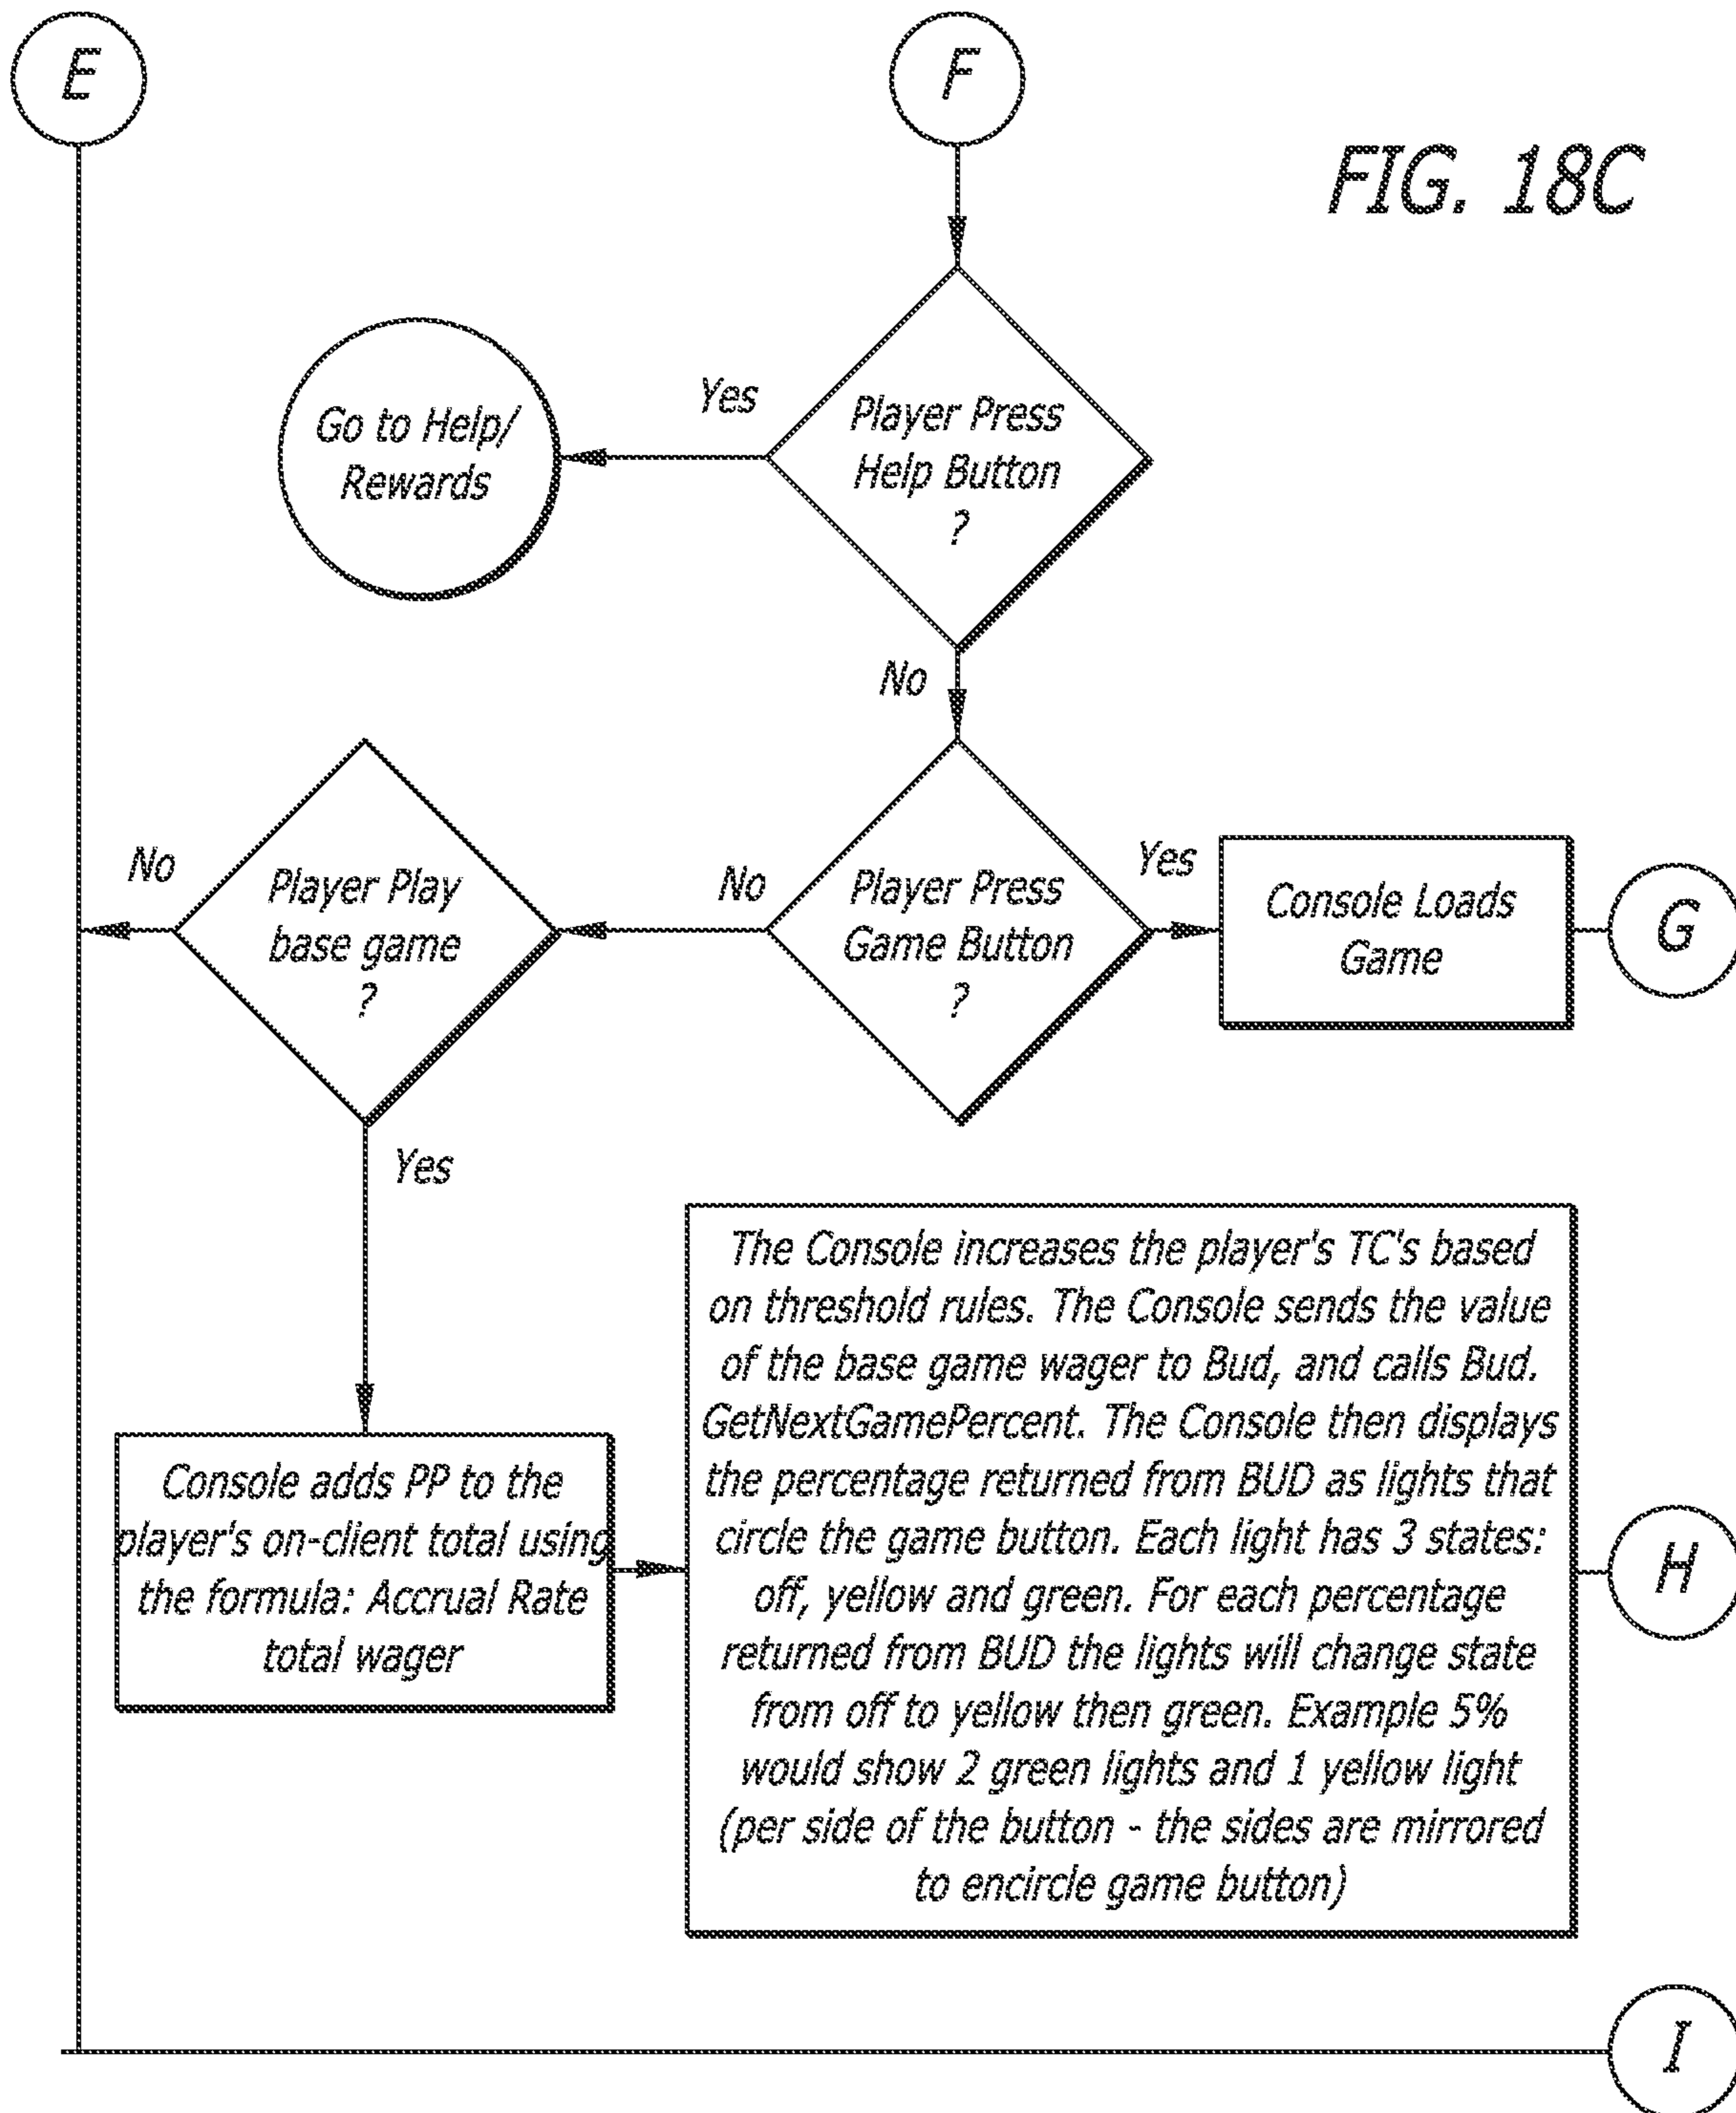 E
F
FIG. 18C
Go to Help/
Rewards
Yes
Player Press
Help Button
?
No
No
Player Play
base game
?
No
Player Press
Game Button
?
Yes
Console Loads
Game
G
Yes
Console adds PP to the
player's on-client total using
the formula: Accrual Rate
total wager
The Console increases the player's TC's based
on threshold rules. The Console sends the value
of the base game wager to Bud, and calls Bud.
GetNextGamePercent. The Console then displays
the percentage returned from BUD as lights that
circle the game button. Each light has 3 states:
off, yellow and green. For each percentage
returned from BUD the lights will change state
from off to yellow then green. Example 5%
would show 2 green lights and 1 yellow light
(per side of the button - the sides are mirrored
to encircle game button)
H
I